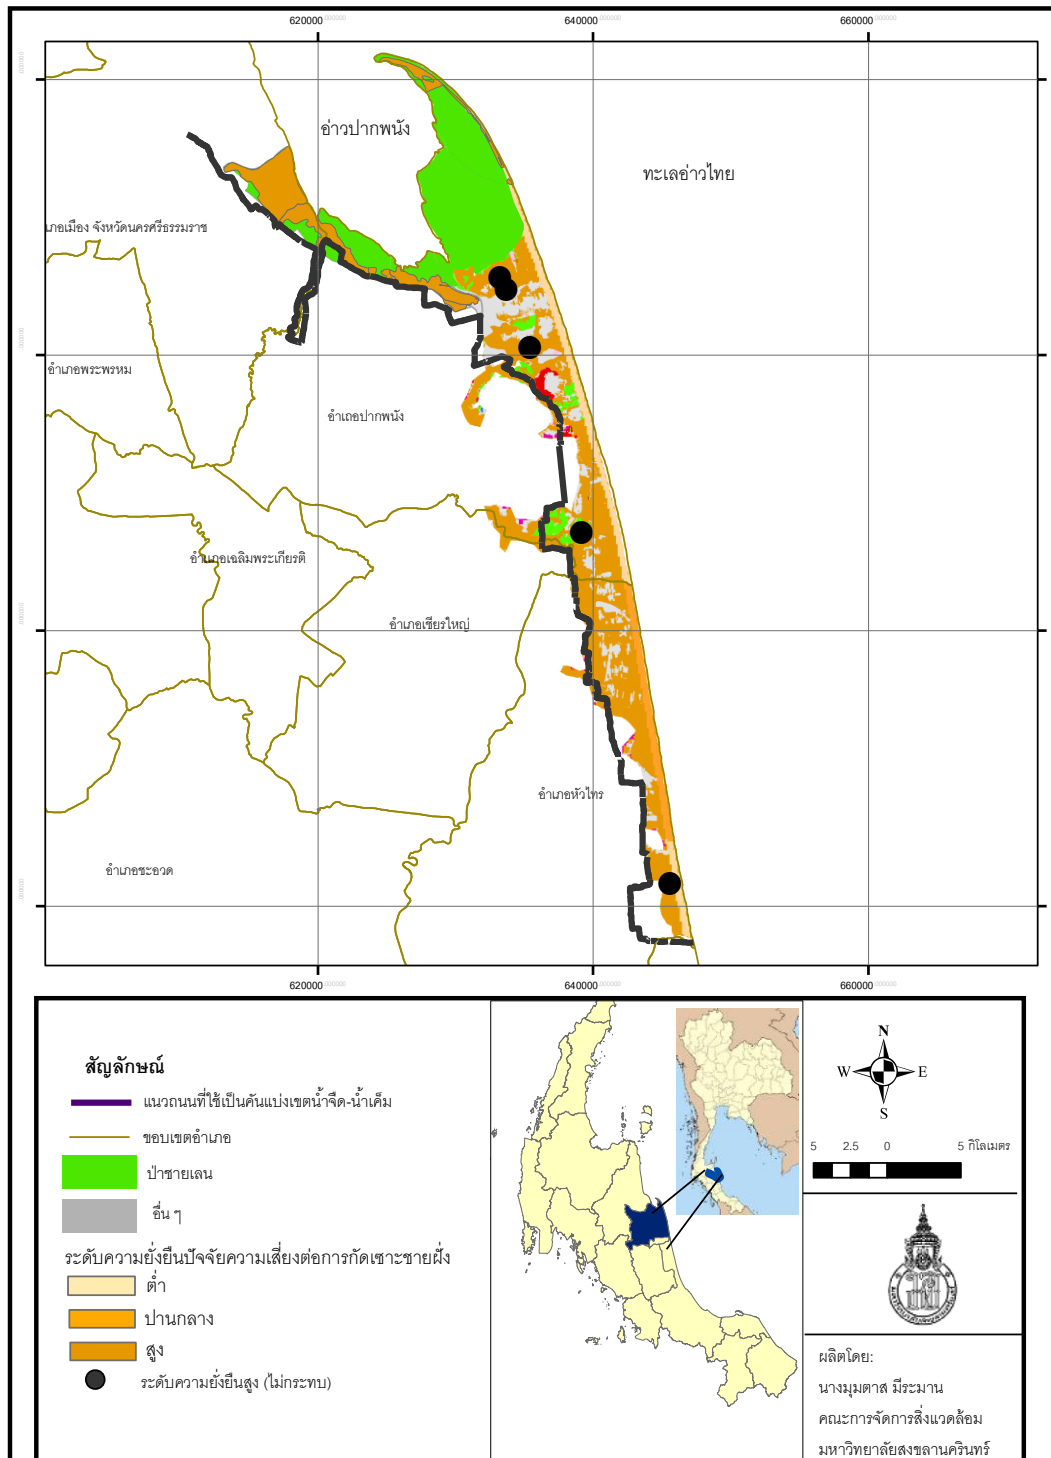 620000 640000 660000
อ่าวปากพนัง
ทะเลอ่าวไทย
ภอเมือง จังหวัดนครศรีธรรมราช
อำเภอพระพรหม
อำเภอปากพนัง
อำเภอเฉลิมพระเกียรติ
อำเภอเชียรใหญ่
อำเภอหัวไทร
อำเภอชะอวด
620000 640000 660000
สัญลักษณ์
แนวถนนที่ใช้เป็นคันแบ่งเขตน้ำจืด-น้ำเค็ม
ขอบเขตอำเภอ
ป่าชายเลน
อื่น ๆ
ระดับความยั่งยืนปัจจัยความเสี่ยงต่อการกัดเซาะชายฝั่ง
ต่ำ
ปานกลาง
สูง
ระดับความยั่งยืนสูง (ไม่กระทบ)
N
W E
S
5 2.5 0 5 กิโลเมตร
ผลิตโดย:
นางมุมตาส มีระมาน
คณะการจัดการสิ่งแวดล้อม
มหาวิทยาลัยสงขลานครินทร์